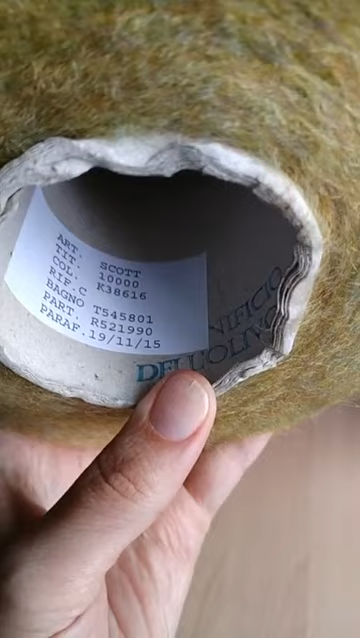 ART. SCOTT
TIT. 10000
COL. K38616
RIF.C
BAGNO T545801
PART. R521990
PARAF.19/11/15
NIFICIO
DELL'OLIVO